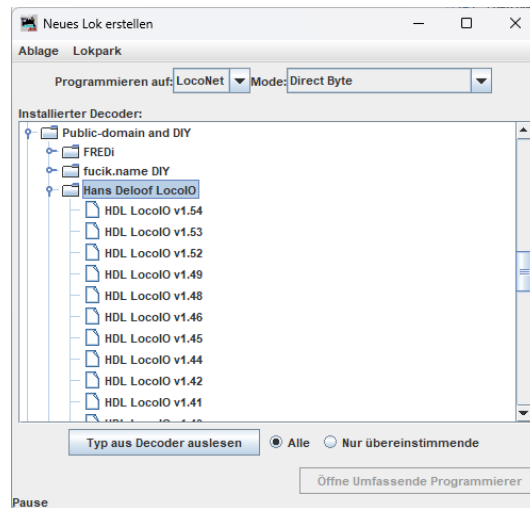 Neues Lok erstellen
Ablage Lokpark
Programmieren auf: LocoNet Mode: Direct Byte
Installierter Decoder:
Public-domain and DIY
FREDi
fucik.name DIY
Hans Deloof LocoIO
HDL LocoIO v1.54
HDL LocoIO v1.53
HDL LocoIO v1.52
HDL LocoIO v1.49
HDL LocoIO v1.48
HDL LocoIO v1.46
HDL LocoIO v1.45
HDL LocoIO v1.44
HDL LocoIO v1.42
HDL LocoIO v1.41
Typ aus Decoder auslesen Alle Nur übereinstimmende
Öffne Umfassende Programmierer
Pause